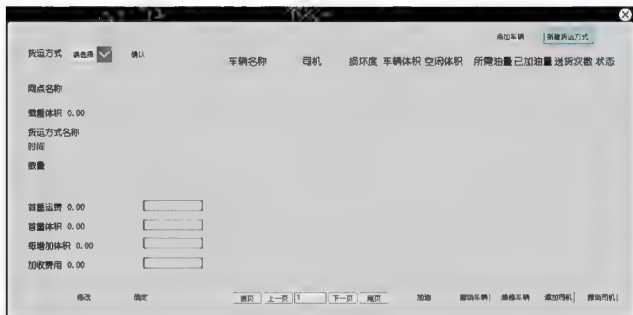 添加车辆 新建货运方式
货运方式 请选择 确认
车辆名称 司机 损坏度 车辆体积 空闲体积 所需油量 已加油量 送货次数 状态
网点名称
载重体积 0.00
货运方式名称
时间
数量
首重运费 0.00
首重体积 0.00
每增加体积 0.00
加收费用 0.00
修改 确定 首页 上一页 1 下一页 尾页 加油 撤销车辆 维修车辆 添加司机 撤销司机